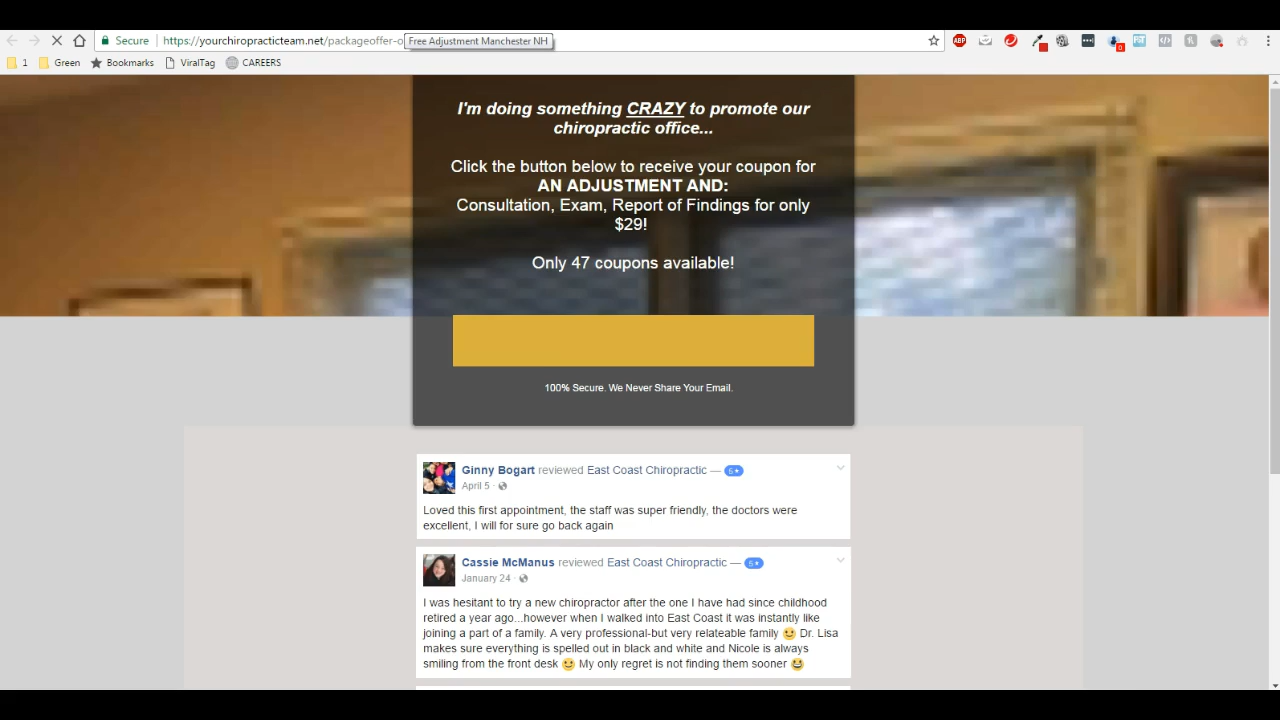 Secure
https://yourchiropracticteam.net/packageoffer-o
Free Adjustment Manchester NH
ABP
0
1
Green
Bookmarks
ViralTag
CAREERS
I'm doing something CRAZY to promote our
chiropractic office...
Click the button below to receive your coupon for
AN ADJUSTMENT AND:
Consultation, Exam, Report of Findings for only
$29!
Only 47 coupons available!
100% Secure. We Never Share Your Email.
Ginny Bogart reviewed East Coast Chiropractic — 5★
April 5 ·
Loved this first appointment, the staff was super friendly, the doctors were
excellent, I will for sure go back again
Cassie McManus reviewed East Coast Chiropractic — 5★
January 24 ·
I was hesitant to try a new chiropractor after the one I have had since childhood
retired a year ago...however when I walked into East Coast it was instantly like
joining a part of a family. A very professional-but very relateable family 🙂 Dr. Lisa
makes sure everything is spelled out in black and white and Nicole is always
smiling from the front desk 🙂 My only regret is not finding them sooner 😀